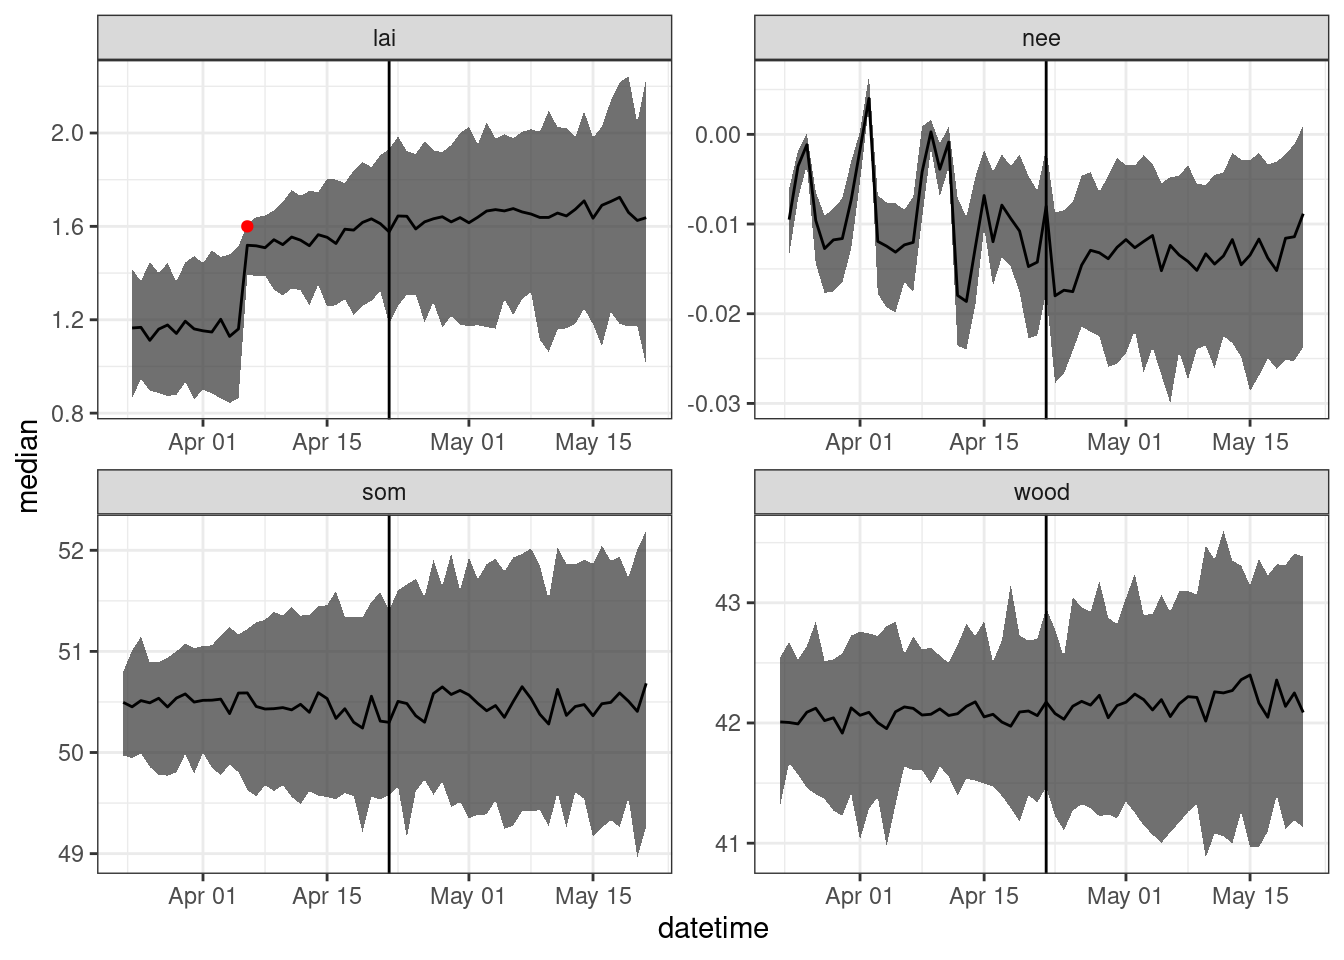 lai
nee
2.0
1.6
1.2
0.8
0.00
-0.01
-0.02
-0.03
Apr 01 Apr 15 May 01 May 15
Apr 01 Apr 15 May 01 May 15
median
som
wood
52
51
50
49
43
42
41
Apr 01 Apr 15 May 01 May 15
Apr 01 Apr 15 May 01 May 15
datetime